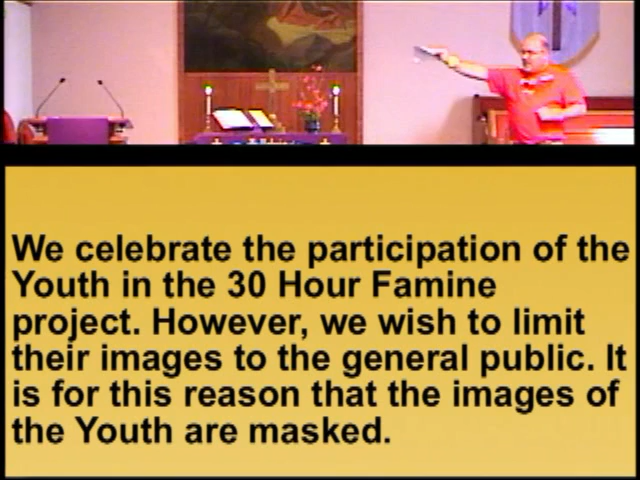 We celebrate the participation of the
Youth in the 30 Hour Famine
project. However, we wish to limit
their images to the general public. It
is for this reason that the images of
the Youth are masked.